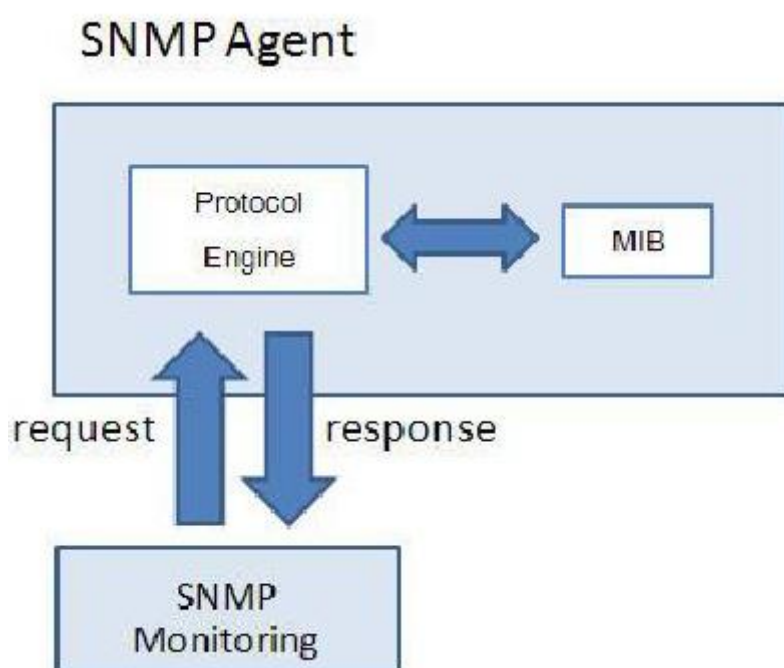 SNMP Agent
Protocol
Engine
MIB
request
response
SNMP
Monitoring